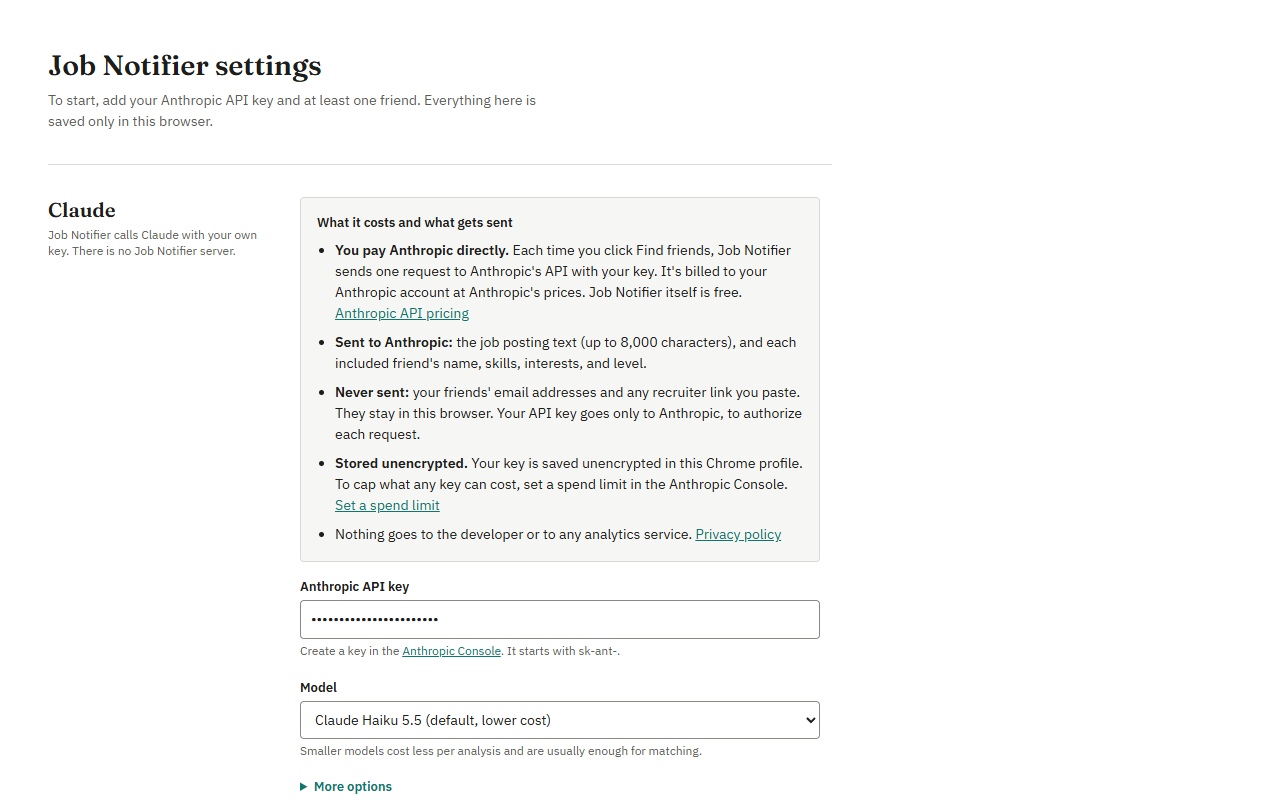 Job Notifier settings
To start, add your Anthropic API key and at least one friend. Everything here is
saved only in this browser.
Claude
Job Notifier calls Claude with your own
key. There is no Job Notifier server.
What it costs and what gets sent
• You pay Anthropic directly. Each time you click Find friends, Job Notifier
sends one request to Anthropic's API with your key. It's billed to your
Anthropic account at Anthropic's prices. Job Notifier itself is free.
Anthropic API pricing
• Sent to Anthropic: the job posting text (up to 8,000 characters), and each
included friend's name, skills, interests, and level.
• Never sent: your friends' email addresses and any recruiter link you paste.
They stay in this browser. Your API key goes only to Anthropic, to authorize
each request.
• Stored unencrypted. Your key is saved unencrypted in this Chrome profile.
To cap what any key can cost, set a spend limit in the Anthropic Console.
Set a spend limit
• Nothing goes to the developer or to any analytics service. Privacy policy
Anthropic API key
•••••••••••••••••••••••
Create a key in the Anthropic Console. It starts with sk-ant-.
Model
Claude Haiku 5.5 (default, lower cost)
Smaller models cost less per analysis and are usually enough for matching.
More options